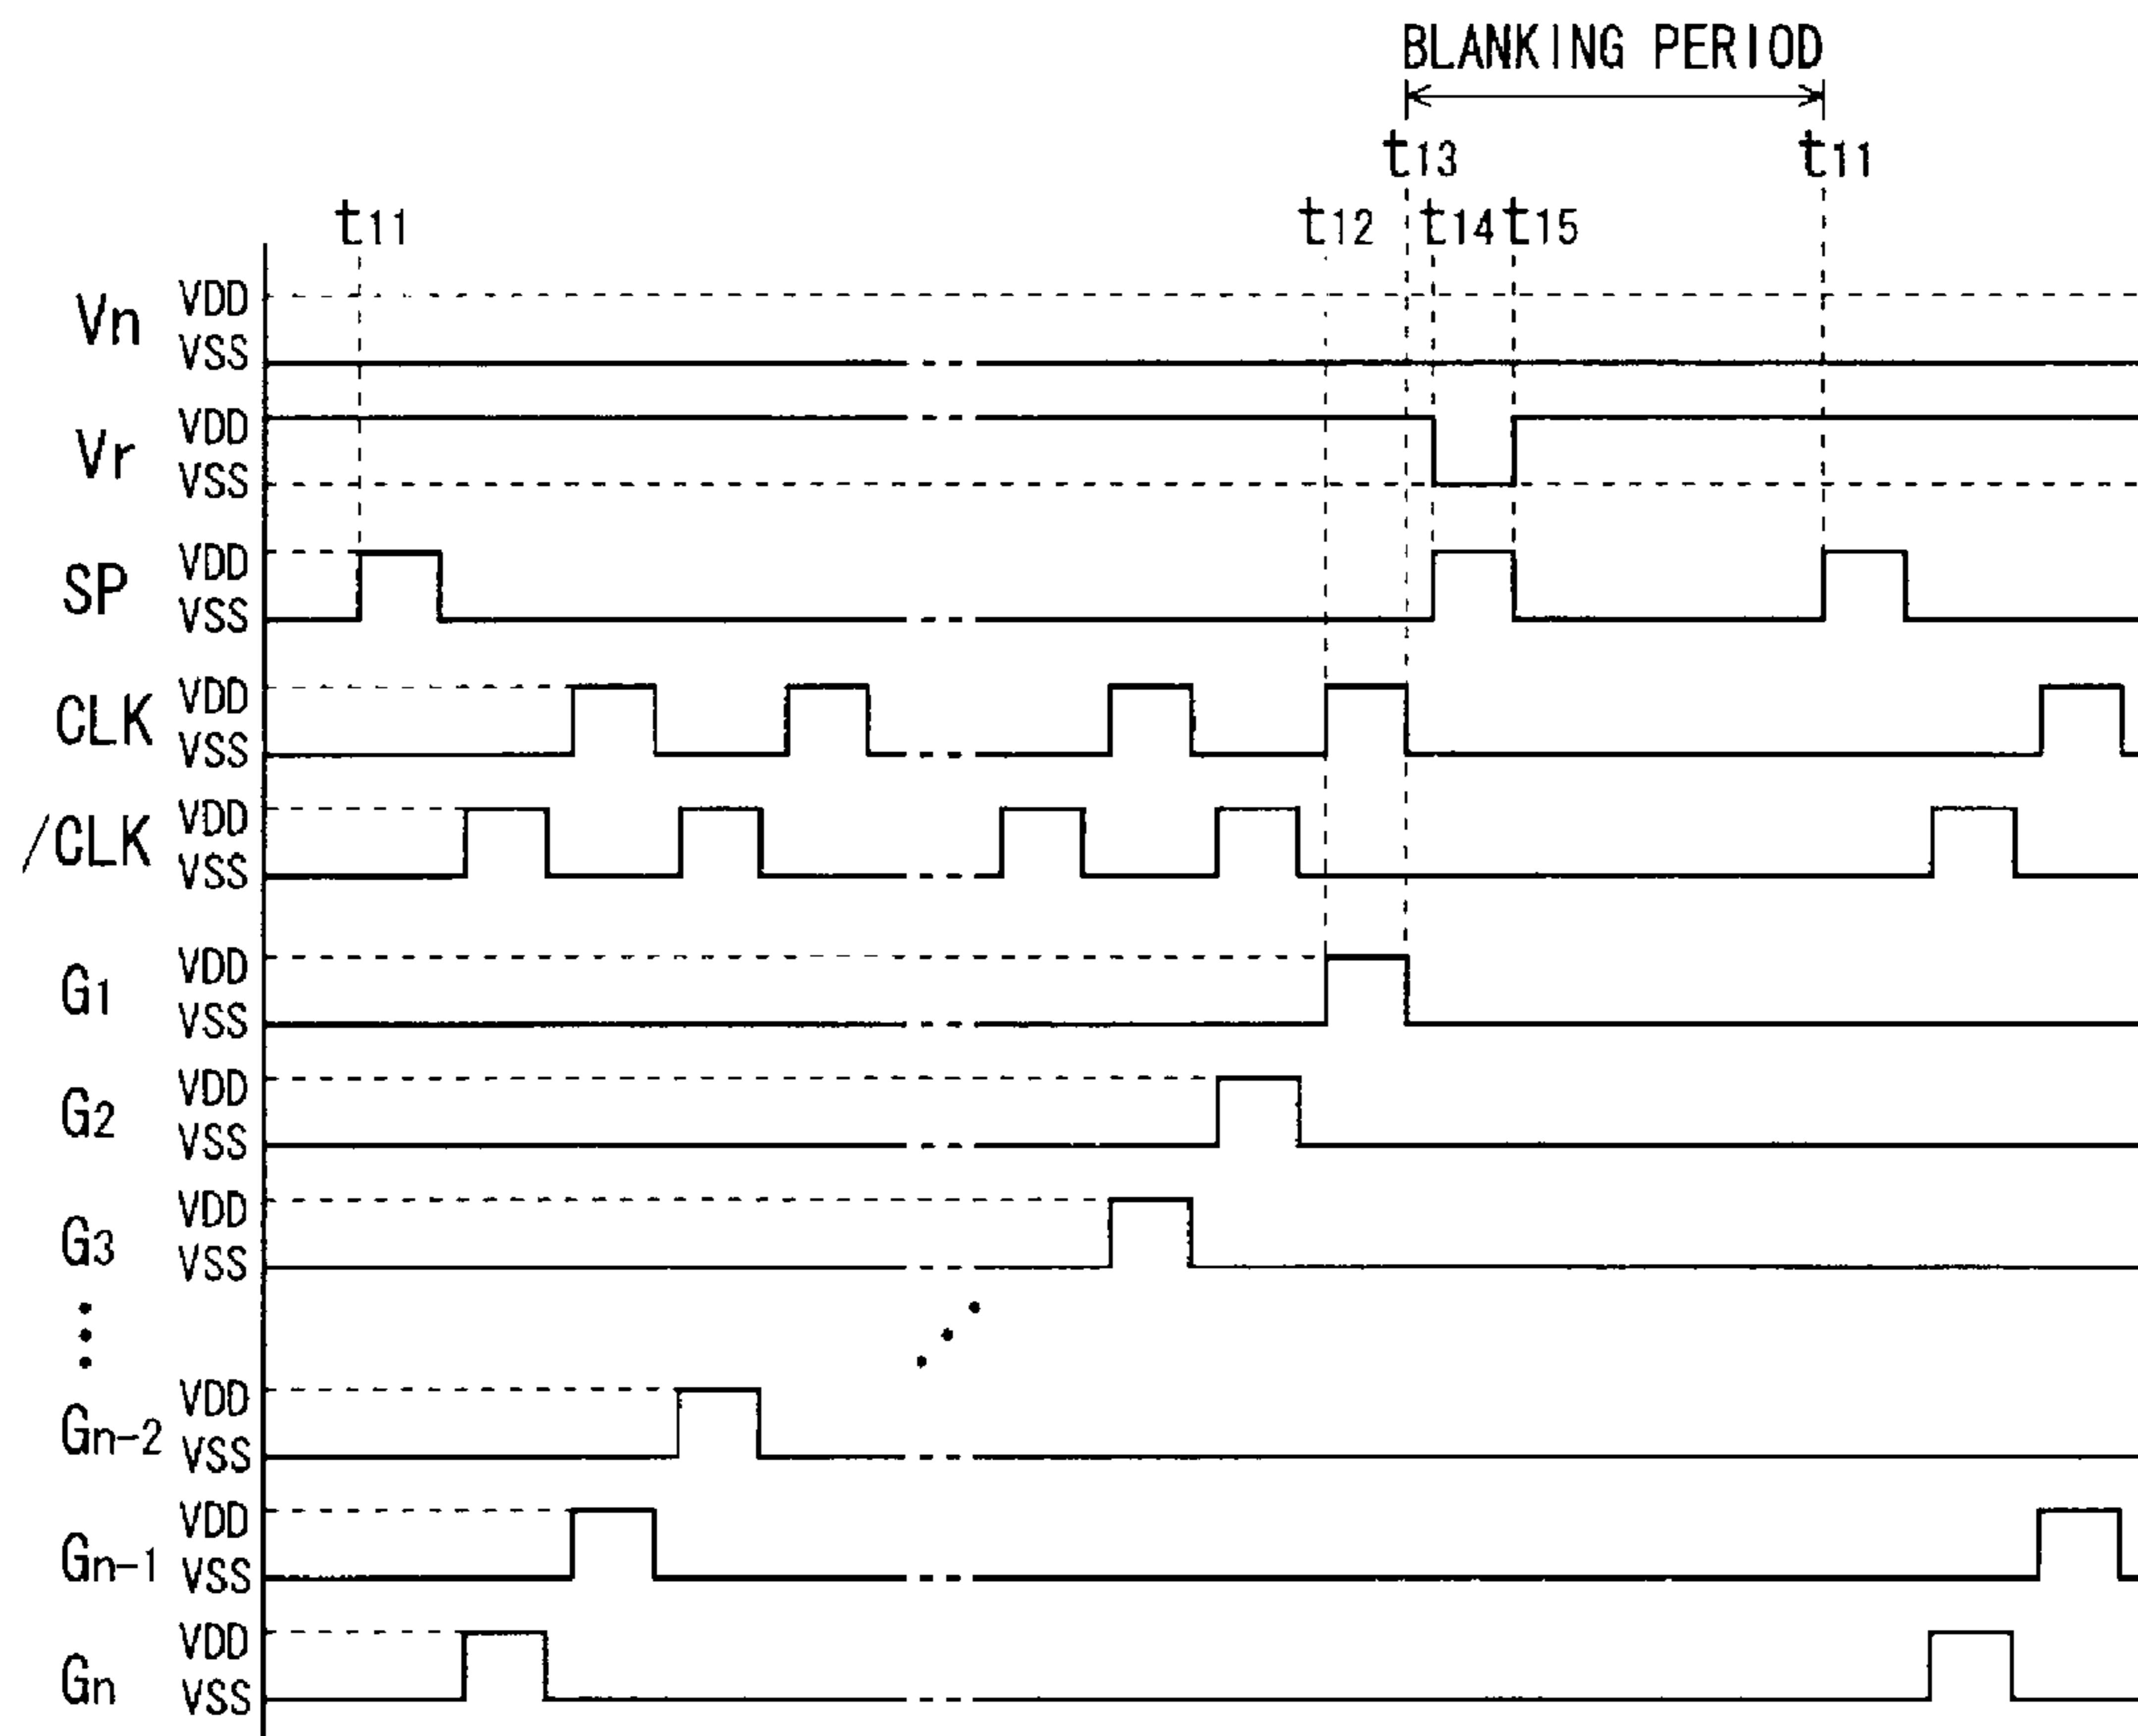 BLANKING PERIOD
t13 t11
t11 t12 t14 t15
Vn VDD
VSS
Vr VDD
VSS
SP VDD
VSS
CLK VDD
VSS
/CLK VDD
VSS
G1 VDD
VSS
G2 VDD
VSS
G3 VDD
VSS
Gn-2 VDD
VSS
Gn-1 VDD
VSS
Gn VDD
VSS